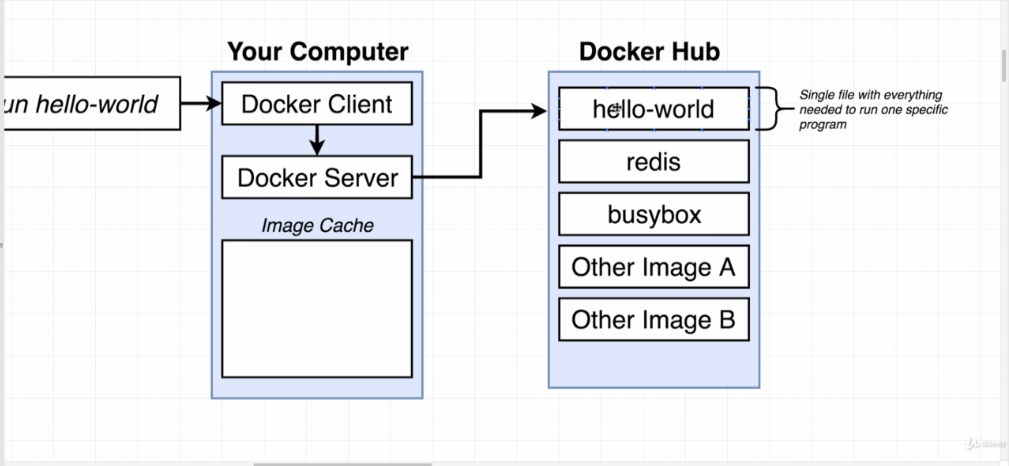 Your Computer
Docker Hub
un hello-world
Docker Client
Docker Server
Image Cache
hello-world
redis
busybox
Other Image A
Other Image B
Single file with everything
needed to run one specific
program
Udemy